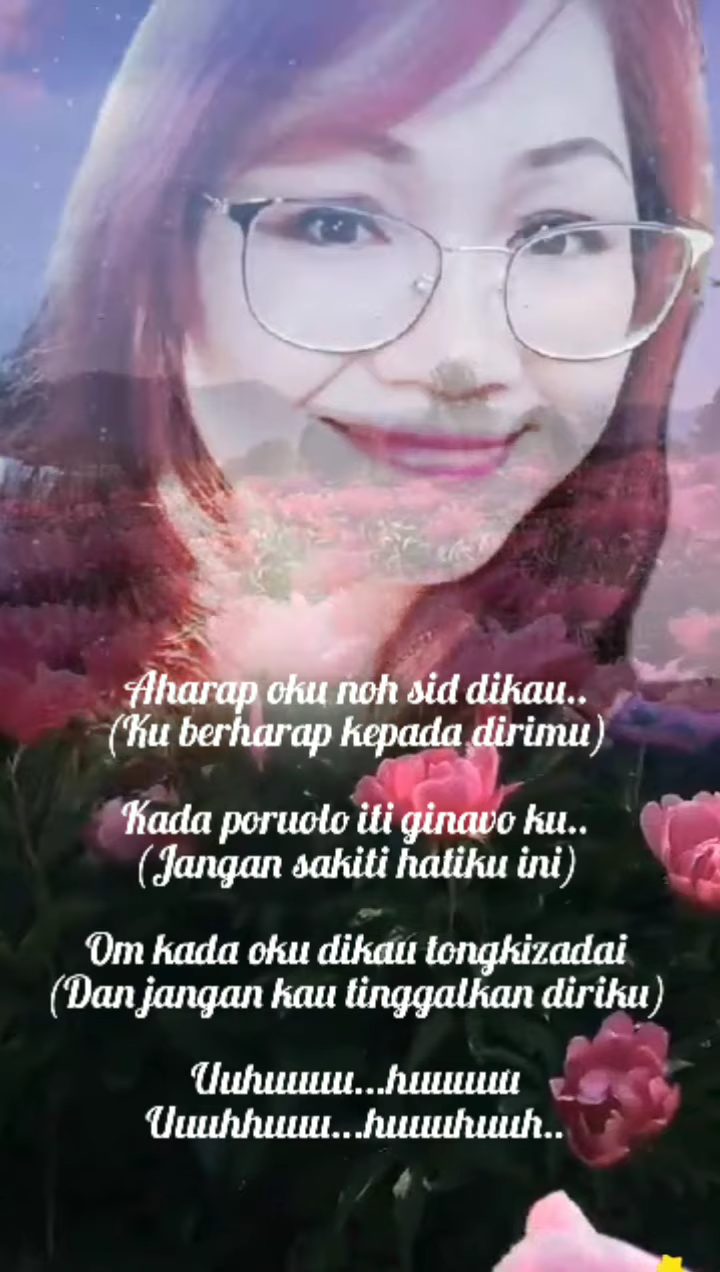 Aharap oku noh sid dikau..
(Ku berharap kepada dirimu)
Kada poruolo iti ginavo ku..
(Jangan sakiti hatiku ini)
Om kada oku dikau tongkizadai
(Dan jangan kau tinggalkan diriku)
Uuhuuuu...huuuuu
Uuuhhuuu...huuuhuuh..